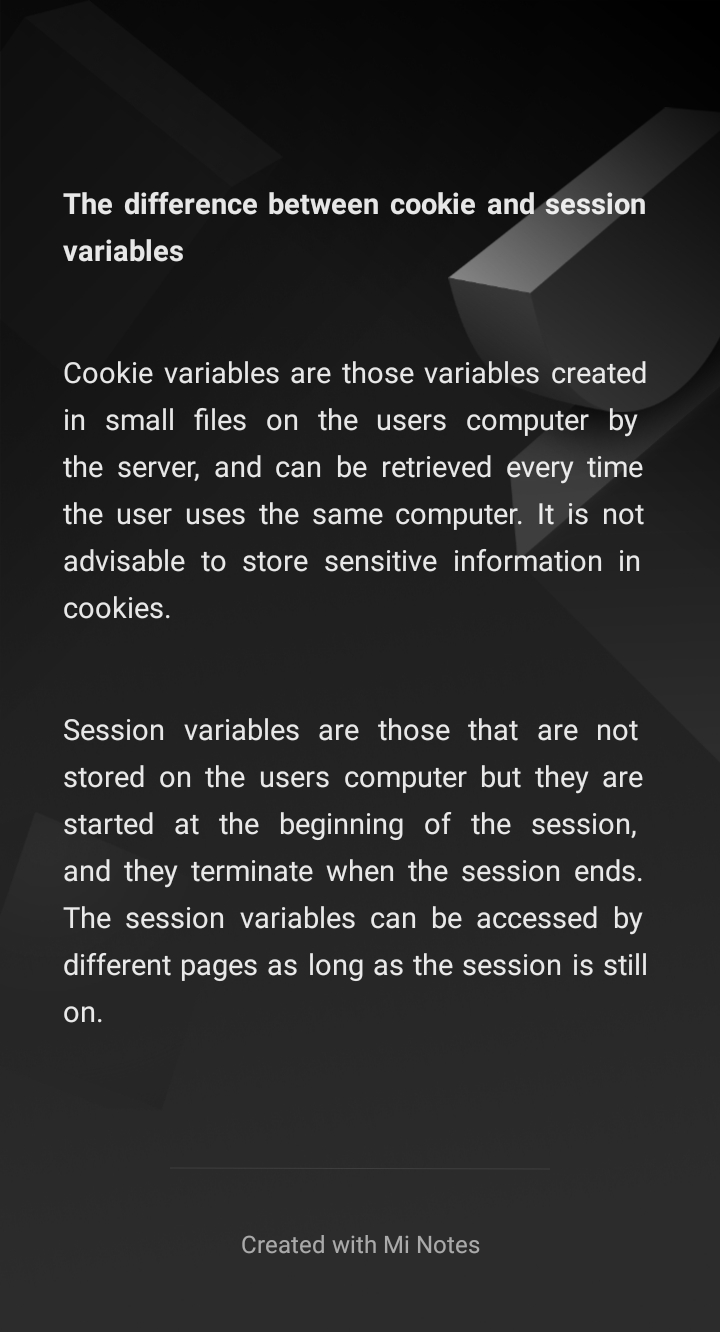 The difference between cookie and session
variables
Cookie variables are those variables created
in small files on the users computer by
the server, and can be retrieved every time
the user uses the same computer. It is not
advisable to store sensitive information in
cookies.
Session variables are those that are not
stored on the users computer but they are
started at the beginning of the session,
and they terminate when the session ends.
The session variables can be accessed by
different pages as long as the session is still
on.
Created with Mi Notes